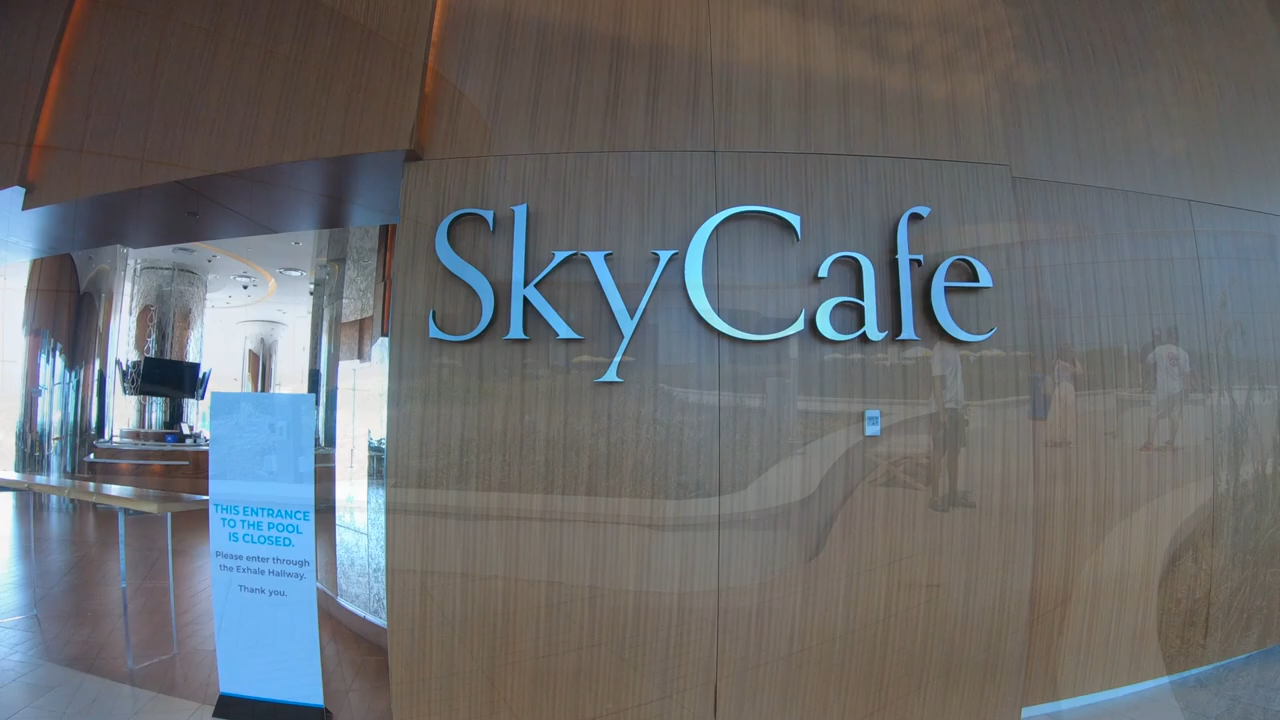 SkyCafe
THIS ENTRANCE
TO THE POOL
IS CLOSED.
Please enter through
the Exhale Hallway.
Thank you.